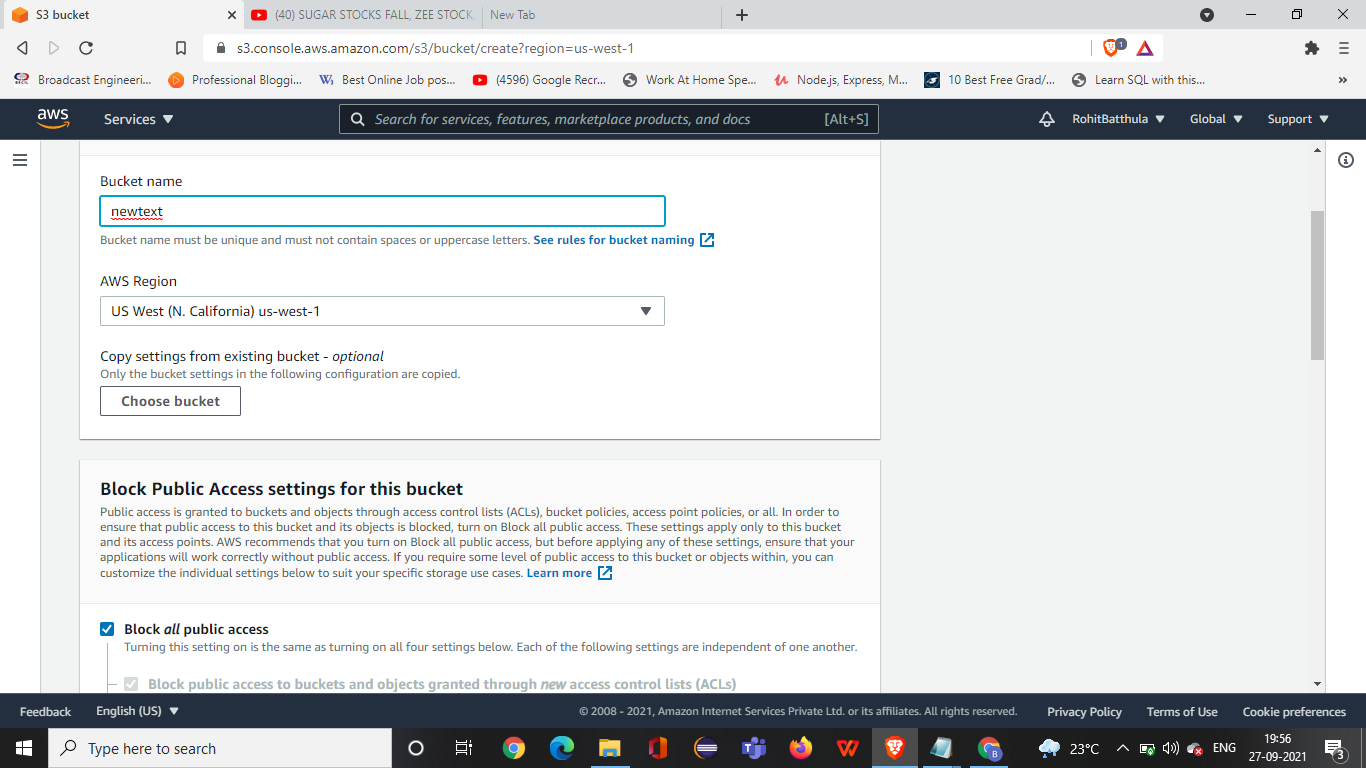 S3 bucket
(40) SUGAR STOCKS FALL, ZEE STOCK
New Tab
s3.console.aws.amazon.com/s3/bucket/create?region=us-west-1
1
Broadcast Engineeri...
Professional Bloggi...
Best Online Job pos...
(4596) Google Recr...
Work At Home Spe...
Node.js, Express, M...
10 Best Free Grad/...
Learn SQL with this...
aws
Services
Search for services, features, marketplace products, and docs
[Alt+S]
RohitBatthula
Global
Support
Bucket name
newtext
Bucket name must be unique and must not contain spaces or uppercase letters. See rules for bucket naming
AWS Region
US West (N. California) us-west-1
Copy settings from existing bucket - optional
Only the bucket settings in the following configuration are copied.
Choose bucket
Block Public Access settings for this bucket
Public access is granted to buckets and objects through access control lists (ACLs), bucket policies, access point policies, or all. In order to
ensure that public access to this bucket and its objects is blocked, turn on Block all public access. These settings apply only to this bucket
and its access points. AWS recommends that you turn on Block all public access, but before applying any of these settings, ensure that your
applications will work correctly without public access. If you require some level of public access to this bucket or objects within, you can
customize the individual settings below to suit your specific storage use cases. Learn more
Block all public access
Turning this setting on is the same as turning on all four settings below. Each of the following settings are independent of one another.
Block public access to buckets and objects granted through new access control lists (ACLs)
Feedback
English (US)
© 2008 - 2021, Amazon Internet Services Private Ltd. or its affiliates. All rights reserved.
Privacy Policy
Terms of Use
Cookie preferences
Type here to search
23°C
ENG
19:56
27-09-2021
3